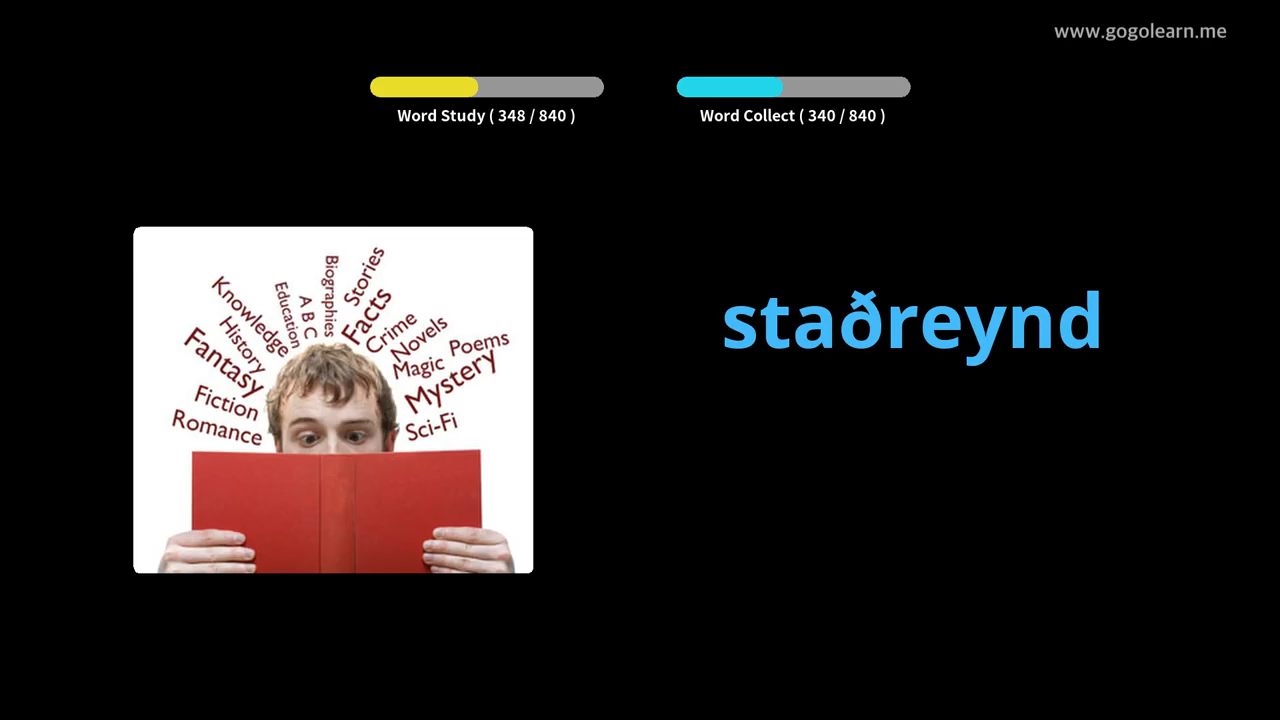 www.gogolearn.me
Word Study ( 348 / 840 )
Word Collect ( 340 / 840 )
staðreynd
Romance
Fiction
Fantasy
History
Knowledge
Education
A B C
Biographies
Stories
Facts
Crime
Novels
Magic
Poems
Mystery
Sci-Fi